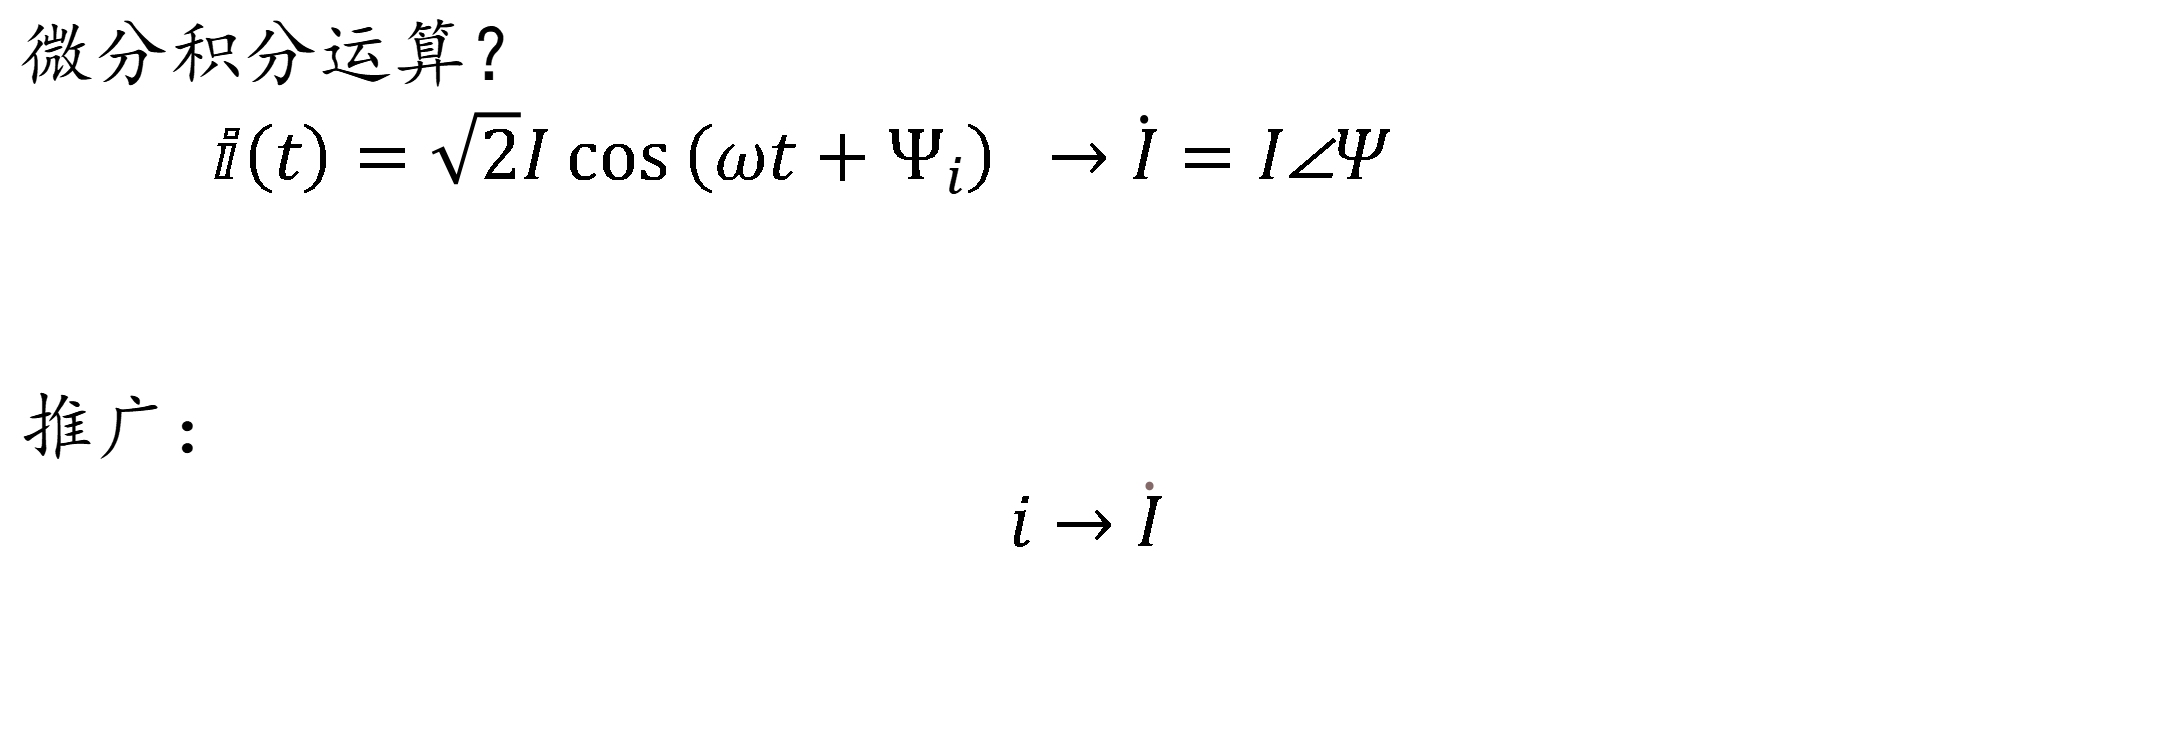 微分积分运算？
𝕚(t) = √2I cos (ωt + Ψᵢ) → İ = I∠Ψ
推广：
i → İ